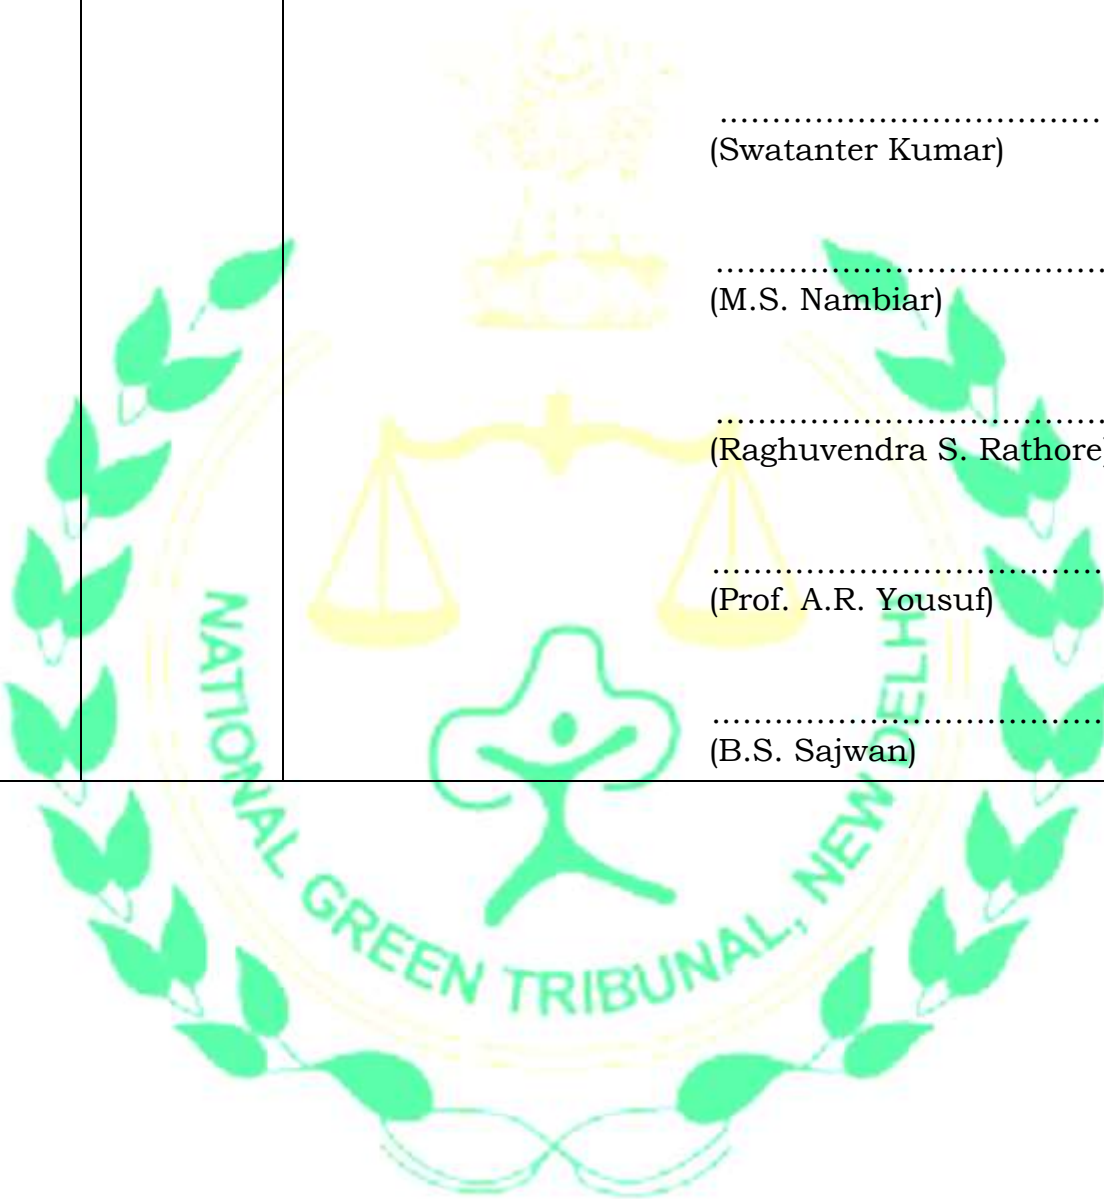 ....................................
(Swatanter Kumar)
....................................
(M.S. Nambiar)
....................................
(Raghuvendra S. Rathore)
....................................
(Prof. A.R. Yousuf)
....................................
(B.S. Sajwan)
NATIONAL GREEN TRIBUNAL, NEW DELHI